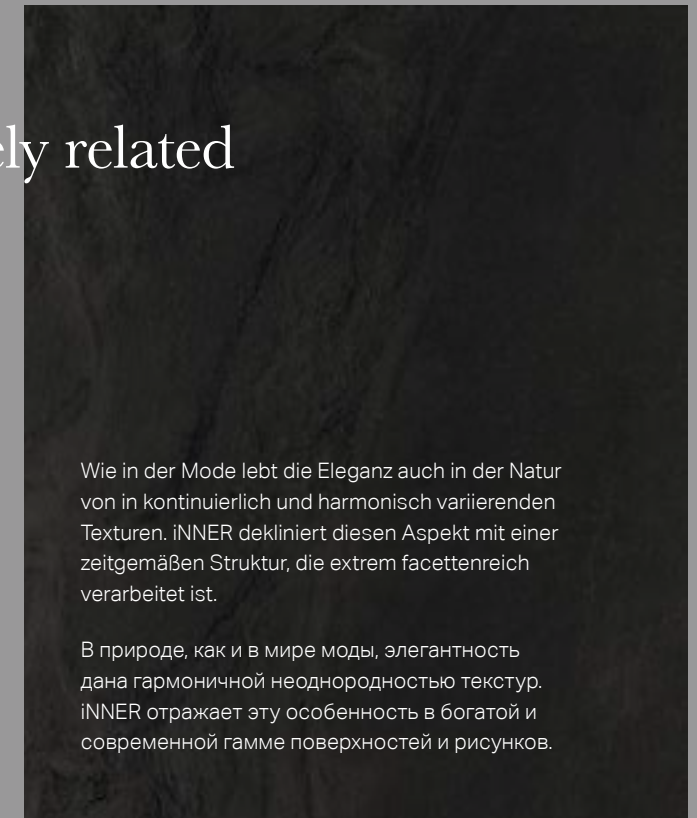 ely related
Wie in der Mode lebt die Eleganz auch in der Natur
von in kontinuierlich und harmonisch variierenden
Texturen. iNNER dekliniert diesen Aspekt mit einer
zeitgemäßen Struktur, die extrem facettenreich
verarbeitet ist.
В природе, как и в мире моды, элегантность
дана гармоничной неоднородностью текстур.
iNNER отражает эту особенность в богатой и
современной гамме поверхностей и рисунков.